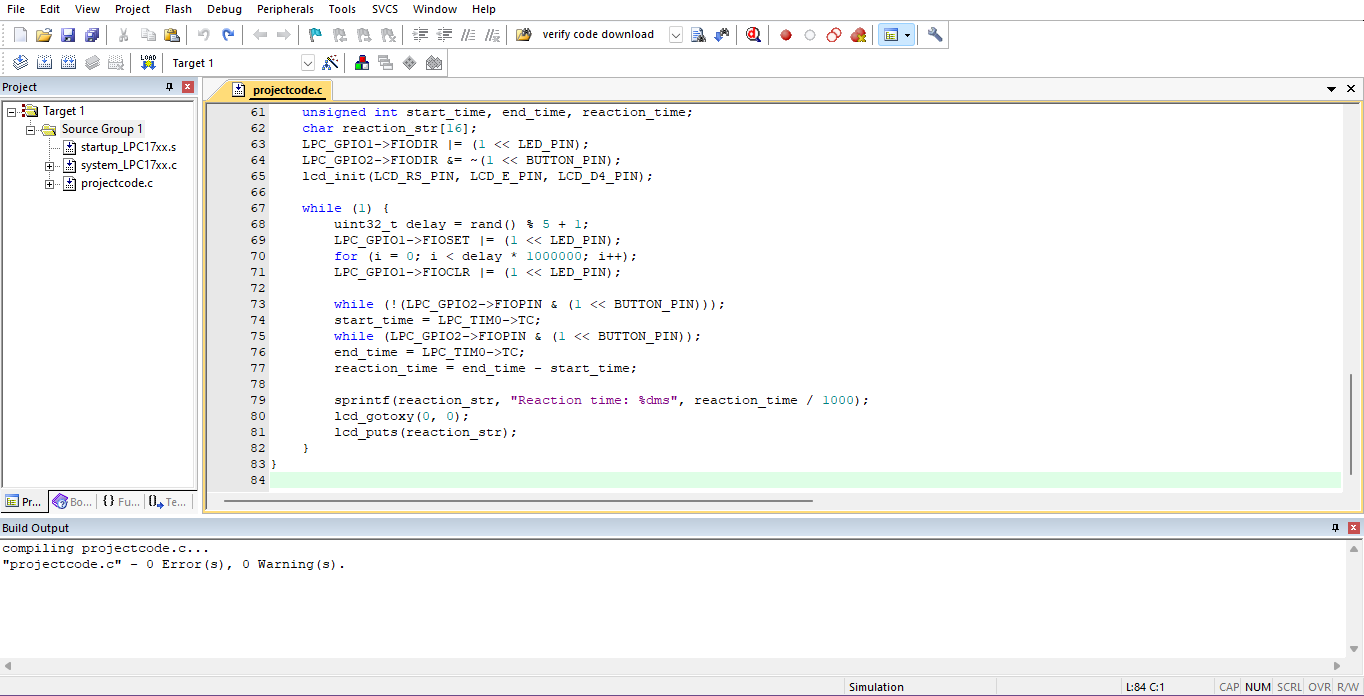 File Edit View Project Flash Debug Peripherals Tools SVCS Window Help
verify code download
LOAD Target 1
Project
projectcode.c
Target 1
Source Group 1
startup_LPC17xx.s
system_LPC17xx.c
projectcode.c
61 unsigned int start_time, end_time, reaction_time;
62 char reaction_str[16];
63 LPC_GPIO1->FIODIR |= (1 << LED_PIN);
64 LPC_GPIO2->FIODIR &= ~(1 << BUTTON_PIN);
65 lcd_init(LCD_RS_PIN, LCD_E_PIN, LCD_D4_PIN);
66
67 while (1) {
68 uint32_t delay = rand() % 5 + 1;
69 LPC_GPIO1->FIOSET |= (1 << LED_PIN);
70 for (i = 0; i < delay * 1000000; i++);
71 LPC_GPIO1->FIOCLR |= (1 << LED_PIN);
72
73 while (!(LPC_GPIO2->FIOPIN & (1 << BUTTON_PIN)));
74 start_time = LPC_TIM0->TC;
75 while (LPC_GPIO2->FIOPIN & (1 << BUTTON_PIN));
76 end_time = LPC_TIM0->TC;
77 reaction_time = end_time - start_time;
78
79 sprintf(reaction_str, "Reaction time: %dms", reaction_time / 1000);
80 lcd_gotoxy(0, 0);
81 lcd_puts(reaction_str);
82 }
83 }
84
Pr... Bo... {} Fu... Te...
Build Output
compiling projectcode.c...
"projectcode.c" - 0 Error(s), 0 Warning(s).
Simulation L:84 C:1 CAP NUM SCRL OVR R/W